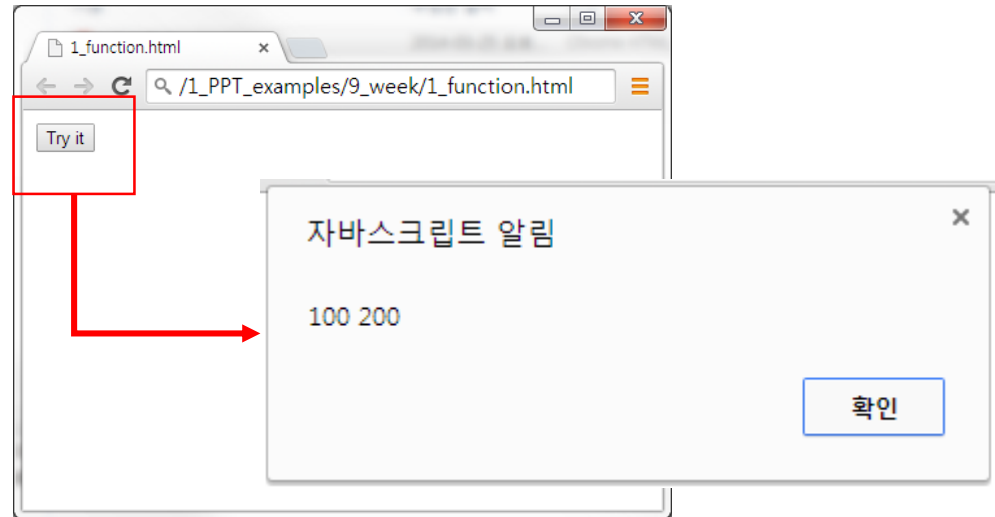 1_function.html
/1_PPT_examples/9_week/1_function.html
Try it
자바스크립트 알림
100 200
확인